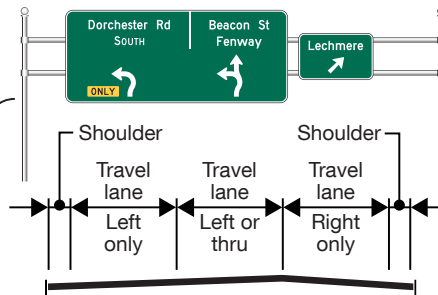 Dorchester Rd
SOUTH
ONLY
Beacon St
Fenway
Lechmere
Shoulder
Shoulder
Travel
lane
Left
only
Travel
lane
Left or
thru
Travel
lane
Right
only